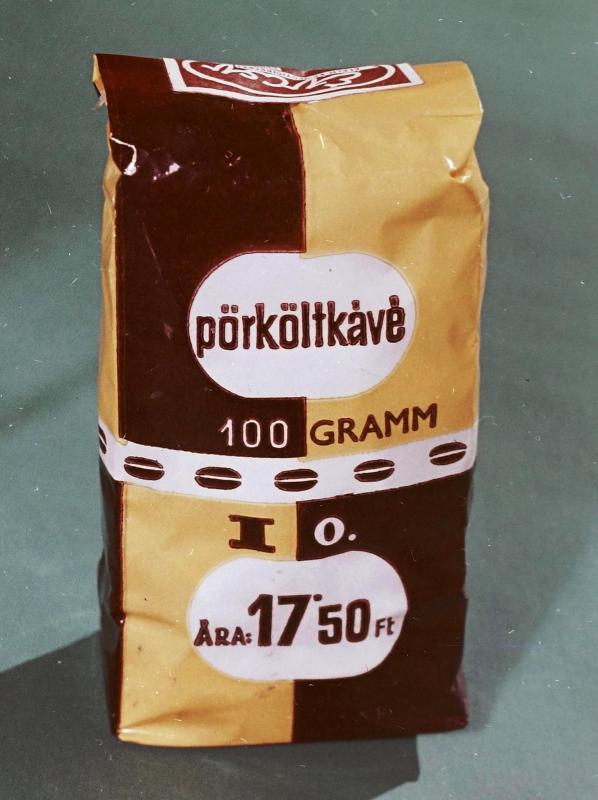 pörköltkávé
100 GRAMM
I O.
ÁRA: 17·50 Ft